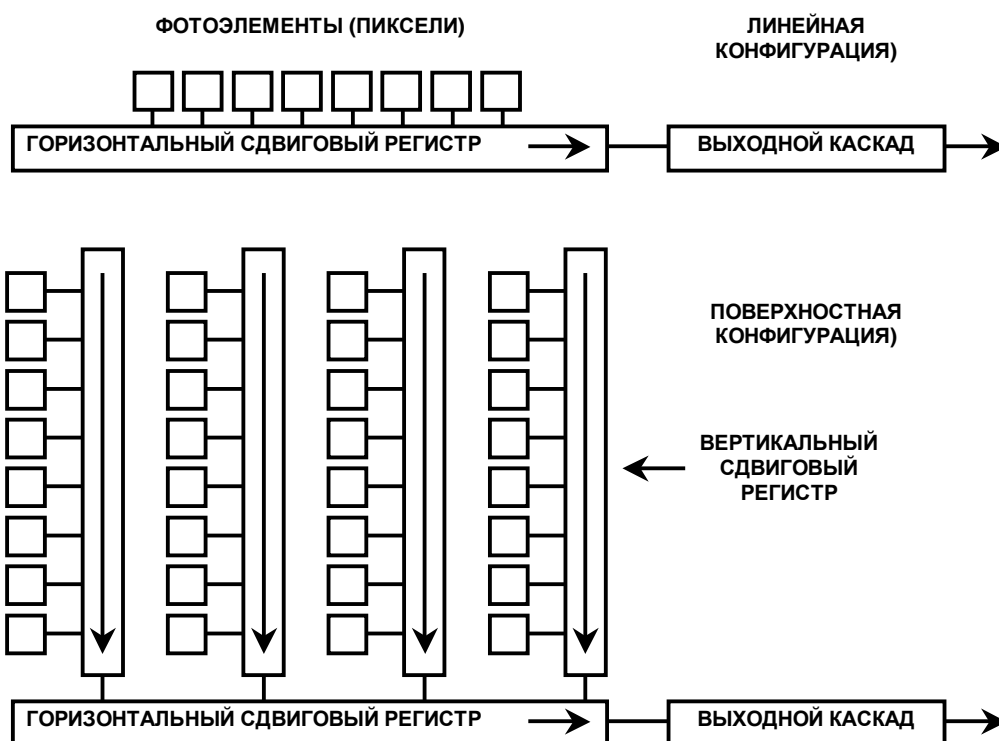 ФОТОЭЛЕМЕНТЫ (ПИКСЕЛИ)
ЛИНЕЙНАЯ
КОНФИГУРАЦИЯ)
ГОРИЗОНТАЛЬНЫЙ СДВИГОВЫЙ РЕГИСТР
ВЫХОДНОЙ КАСКАД
ПОВЕРХНОСТНАЯ
КОНФИГУРАЦИЯ)
ВЕРТИКАЛЬНЫЙ
СДВИГОВЫЙ
РЕГИСТР
ГОРИЗОНТАЛЬНЫЙ СДВИГОВЫЙ РЕГИСТР
ВЫХОДНОЙ КАСКАД